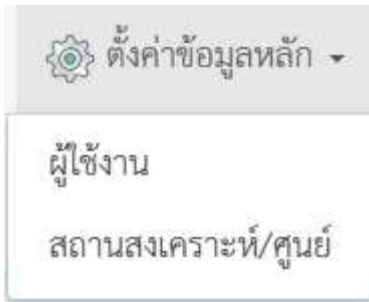 ตั้งค่าข้อมูลหลัก
ผู้ใช้งาน
สถานสงเคราะห์/ศูนย์